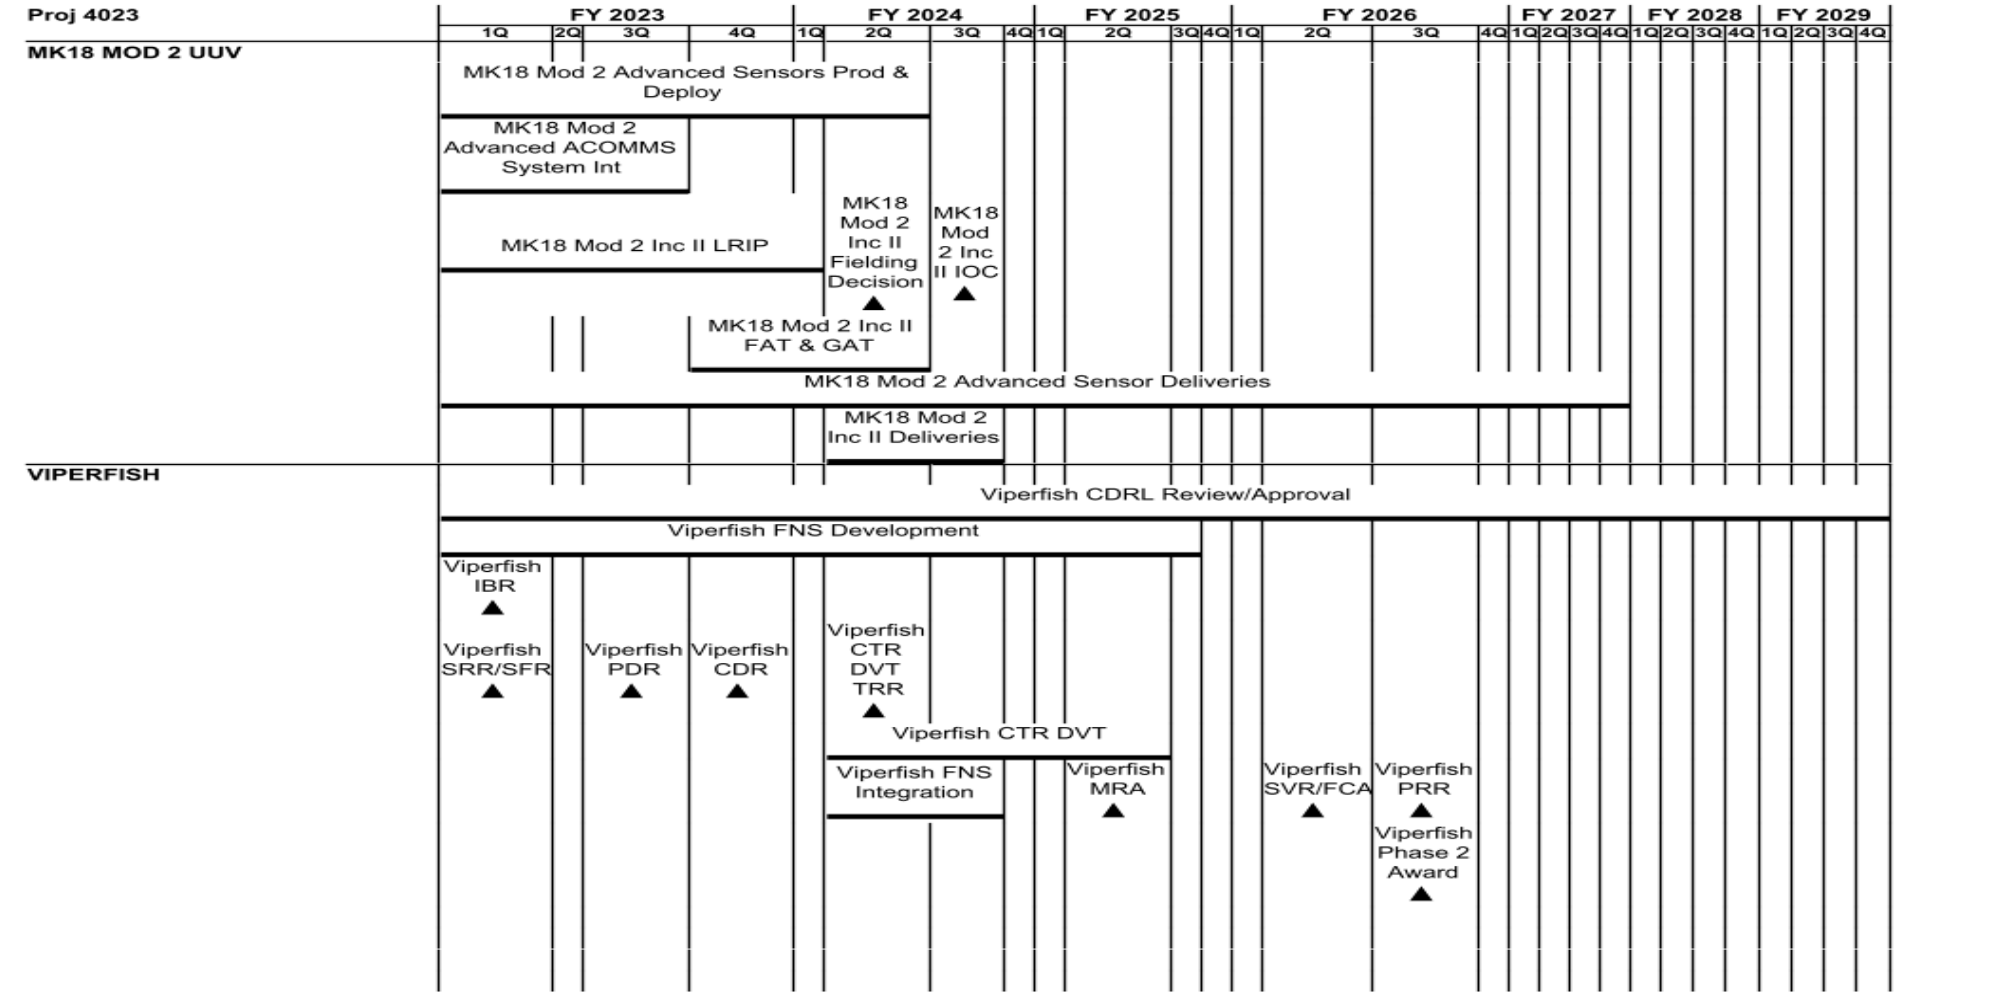 Proj 4023 FY 2023 FY 2024 FY 2025 FY 2026 FY 2027 FY 2028 FY 2029
1Q 2Q 3Q 4Q 1Q 2Q 3Q 4Q 1Q 2Q 3Q 4Q 1Q 2Q 3Q 4Q 1Q 2Q 3Q 4Q 1Q 2Q 3Q 4Q 1Q 2Q 3Q 4Q
MK18 MOD 2 UUV
MK18 Mod 2 Advanced Sensors Prod &
Deploy
MK18 Mod 2
Advanced ACOMMS
System Int
MK18 Mod 2 Inc II LRIP
MK18
Mod 2
Inc II
Fielding
Decision
MK18
Mod
2 Inc
II IOC
MK18 Mod 2 Inc II
FAT & GAT
MK18 Mod 2 Advanced Sensor Deliveries
MK18 Mod 2
Inc II Deliveries
VIPERFISH
Viperfish CDRL Review/Approval
Viperfish FNS Development
Viperfish
IBR
Viperfish
SRR/SFR
Viperfish
PDR
Viperfish
CDR
Viperfish
CTR
DVT
TRR
Viperfish CTR DVT
Viperfish FNS
Integration
Viperfish
MRA
Viperfish
SVR/FCA
Viperfish
PRR
Viperfish
Phase 2
Award